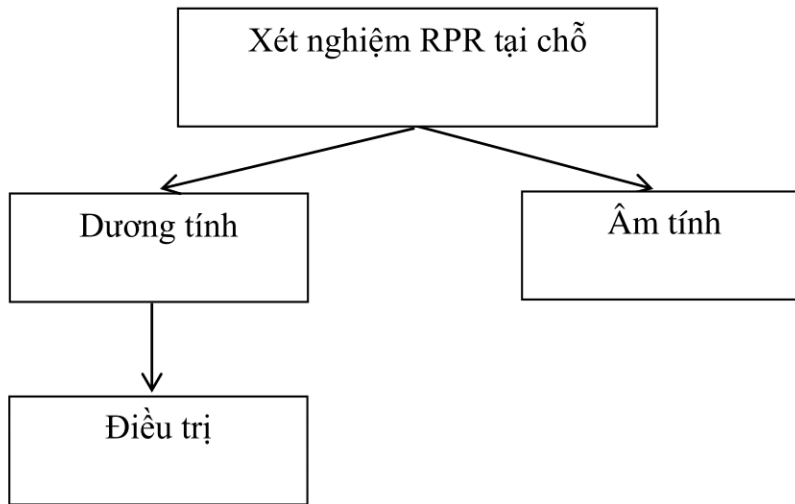 Xét nghiệm RPR tại chỗ
Dương tính
Âm tính
Điều trị